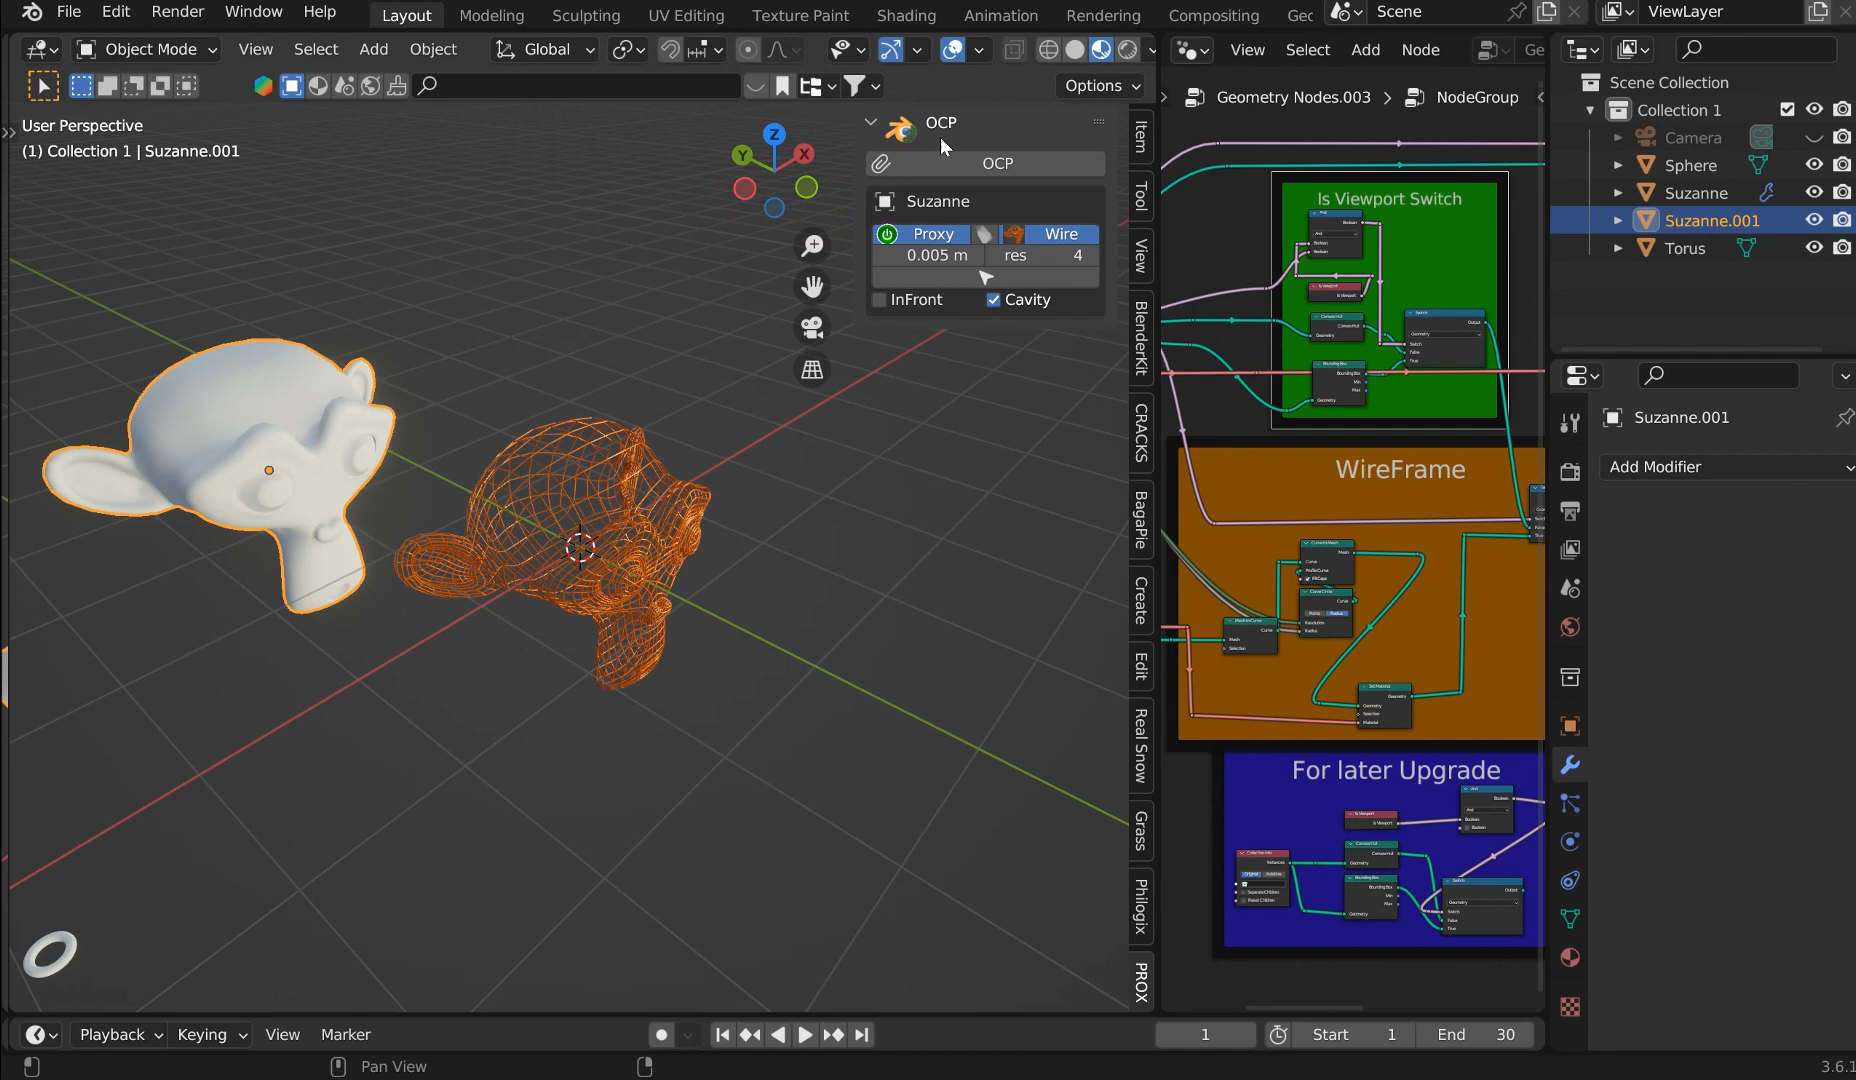 File Edit Render Window Help
Layout Modeling Sculpting UV Editing Texture Paint Shading Animation Rendering Compositing Gec
Scene
ViewLayer
Object Mode View Select Add Object Global
View Select Add Node Ge
Options
User Perspective
(1) Collection 1 | Suzanne.001
Z
Y
X
OCP
OCP
Suzanne
Proxy Wire
0.005 m res 4
InFront Cavity
Item
Tool
View
BlenderKit
CRACKS
BagaPie
Create
Edit
Real Snow
Grass
Philogix
PROX
Geometry Nodes.003 > NodeGroup
Is Viewport Switch
WireFrame
For later Upgrade
Scene Collection
Collection 1
Camera
Sphere
Suzanne
Suzanne.001
Torus
Suzanne.001
Add Modifier
Playback Keying View Marker
1 Start 1 End 30
Pan View
3.6.1